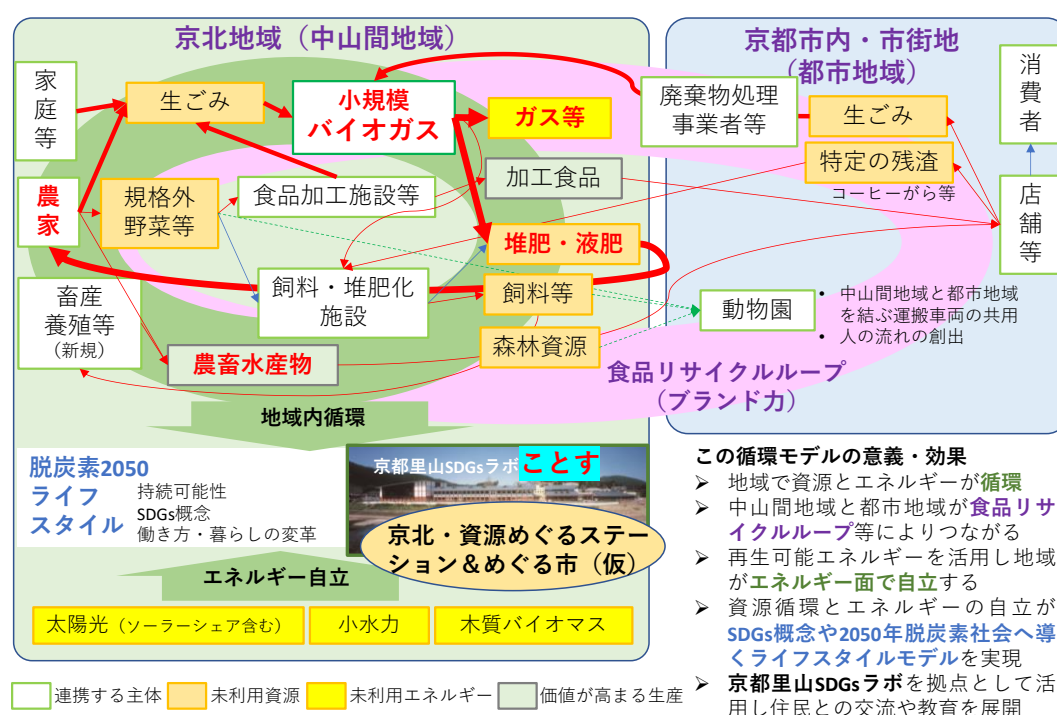 京北地域（中山間地域）
京都市内・市街地
（都市地域）
家庭等
生ごみ
小規模
バイオガス
ガス等
廃棄物処理
事業者等
生ごみ
消費者
特定の残渣
コーヒーがら等
農家
規格外
野菜等
食品加工施設等
加工食品
店舗等
堆肥・液肥
飼料・堆肥化
施設
飼料等
動物園
• 中山間地域と都市地域
を結ぶ運搬車両の共用
• 人の流れの創出
畜産
養殖等
（新規）
森林資源
農畜水産物
食品リサイクルループ
（ブランド力）
地域内循環
脱炭素2050
ライフ
スタイル
持続可能性
SDGs概念
働き方・暮らしの変革
京都里山SDGsラボ ことす
京北・資源めぐるステー
ション＆めぐる市（仮）
エネルギー自立
太陽光（ソーラーシェア含む）
小水力
木質バイオマス
この循環モデルの意義・効果
➢ 地域で資源とエネルギーが循環
➢ 中山間地域と都市地域が食品リサ
イクルループ等によりつながる
➢ 再生可能エネルギーを活用し地域
がエネルギー面で自立する
➢ 資源循環とエネルギーの自立が
SDGs概念や2050年脱炭素社会へ導
くライフスタイルモデルを実現
➢ 京都里山SDGsラボを拠点として活
用し住民との交流や教育を展開
連携する主体
未利用資源
未利用エネルギー
価値が高まる生産